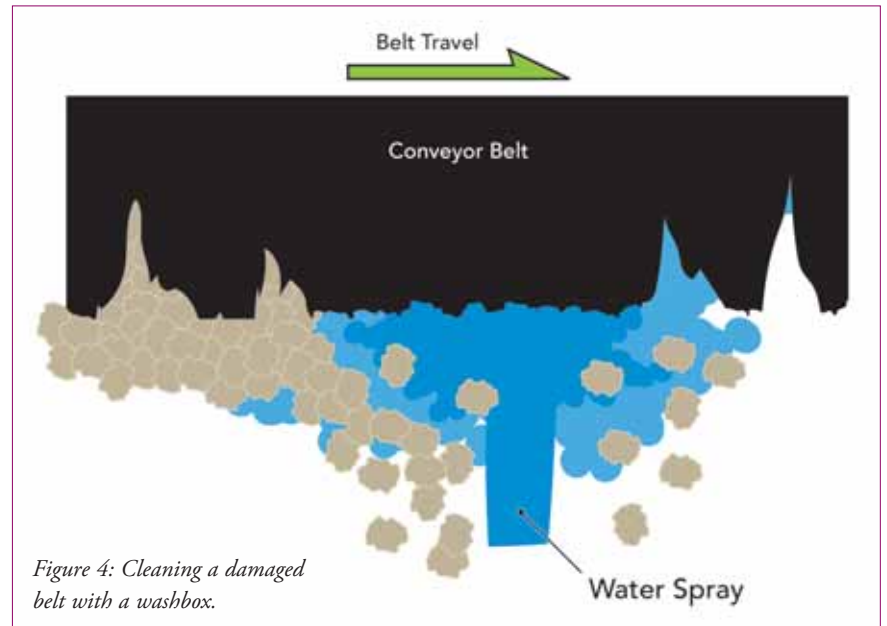 Belt Travel
Conveyor Belt
Water Spray
Figure 4: Cleaning a damaged
belt with a washbox.